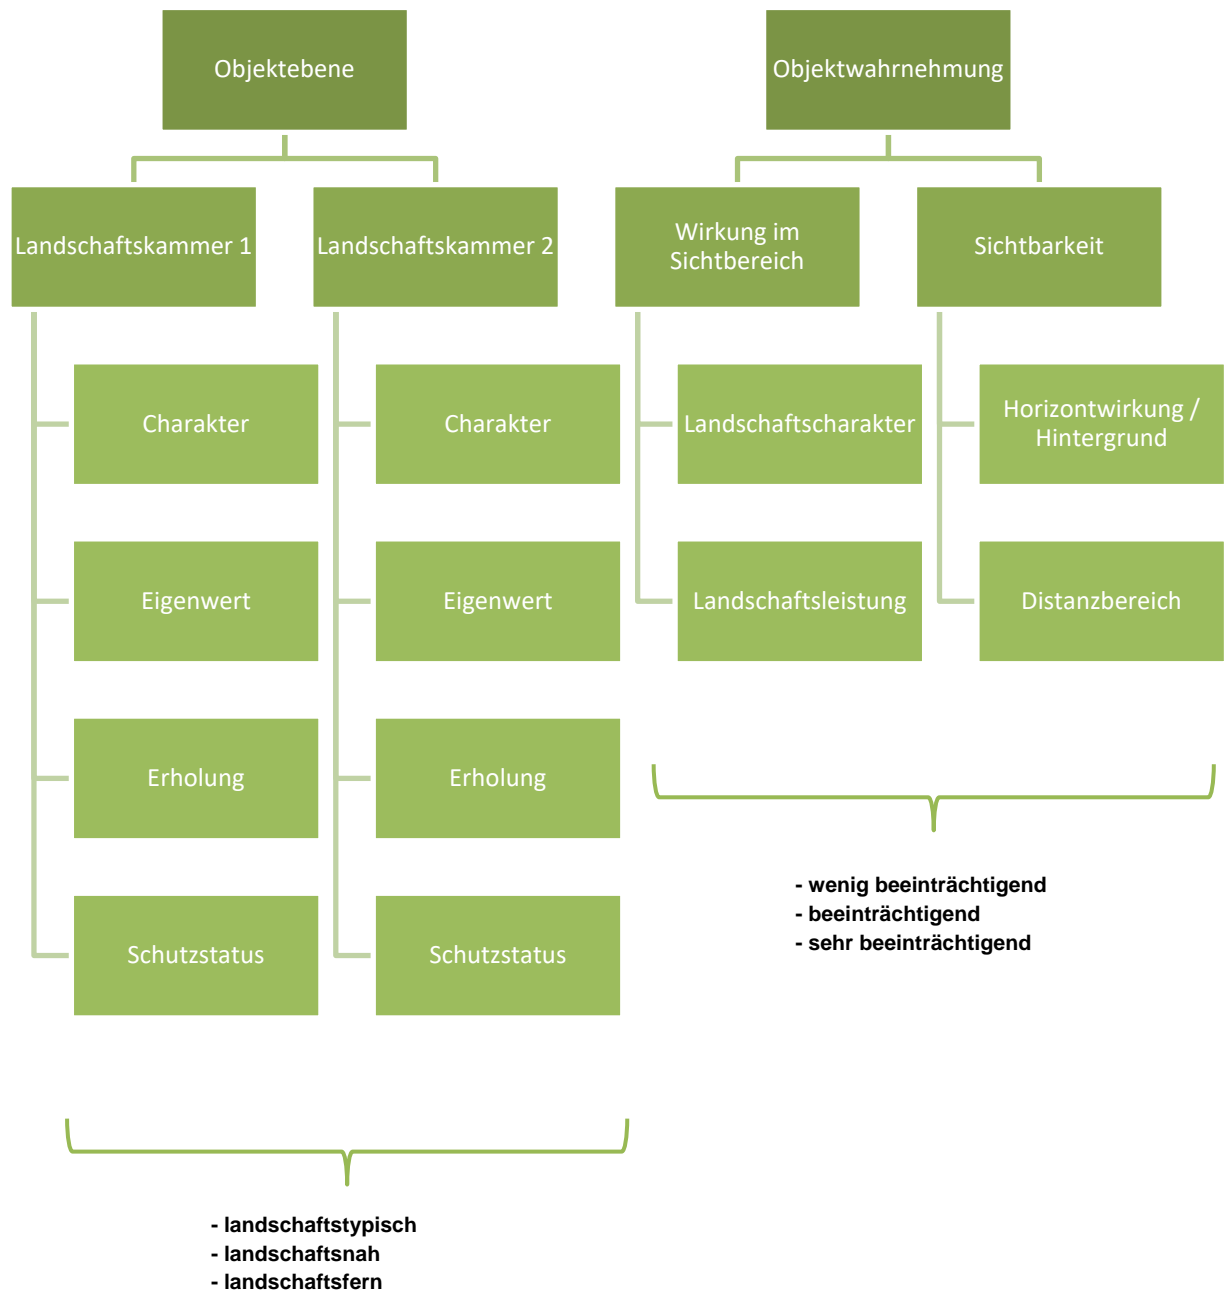 Objektebene
Landschaftskammer 1
Charakter
Eigenwert
Erholung
Schutzstatus
Landschaftskammer 2
Charakter
Eigenwert
Erholung
Schutzstatus
- landschaftstypisch
- landschaftsnah
- landschaftsfern
Objektwahrnehmung
Wirkung im
Sichtbereich
Landschaftscharakter
Landschaftsleistung
Sichtbarkeit
Horizontwirkung /
Hintergrund
Distanzbereich
- wenig beeinträchtigend
- beeinträchtigend
- sehr beeinträchtigend